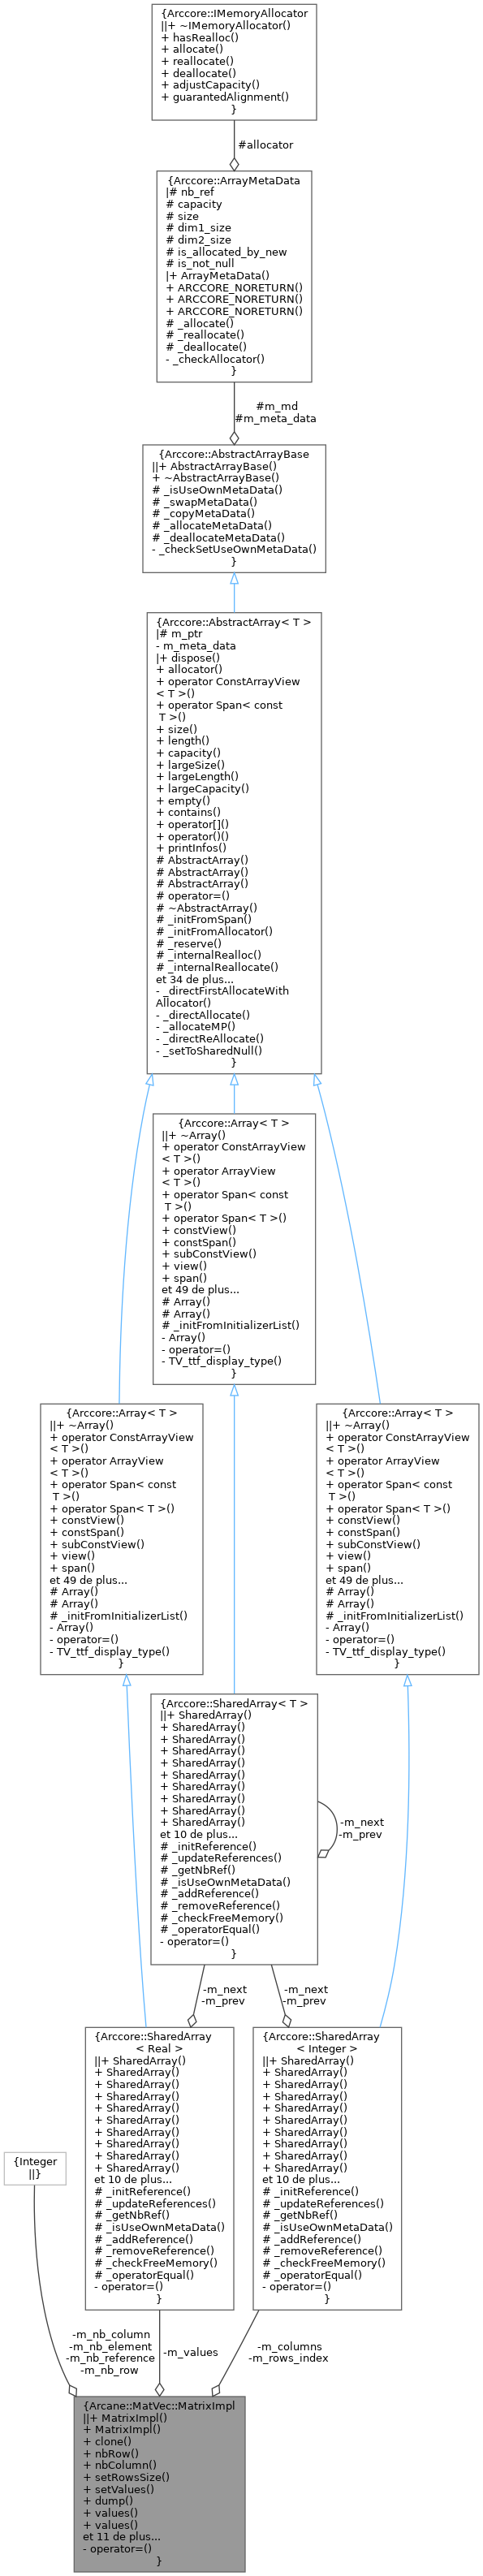 {Arccore::IMemoryAllocator
||+ ~IMemoryAllocator()
+ hasRealloc()
+ allocate()
+ reallocate()
+ deallocate()
+ adjustCapacity()
+ guarantedAlignment()
}
#allocator
{Arccore::ArrayMetaData
|# nb_ref
# capacity
# size
# dim1_size
# dim2_size
# is_allocated_by_new
# is_not_null
|+ ArrayMetaData()
+ ARCCORE_NORETURN()
+ ARCCORE_NORETURN()
+ ARCCORE_NORETURN()
# _allocate()
# _reallocate()
# _deallocate()
- _checkAllocator()
}
#m_md
#m_meta_data
{Arccore::AbstractArrayBase
||+ AbstractArrayBase()
+ ~AbstractArrayBase()
# _isUseOwnMetaData()
# _swapMetaData()
# _copyMetaData()
# _allocateMetaData()
# _deallocateMetaData()
- _checkSetUseOwnMetaData()
}
{Arccore::AbstractArray< T >
|# m_ptr
- m_meta_data
|+ dispose()
+ allocator()
+ operator ConstArrayView
< T >()
+ operator Span< const
 T >()
+ size()
+ length()
+ capacity()
+ largeSize()
+ largeLength()
+ largeCapacity()
+ empty()
+ contains()
+ operator[]()
+ operator()()
+ printInfos()
# AbstractArray()
# AbstractArray()
# AbstractArray()
# operator=()
# ~AbstractArray()
# _initFromSpan()
# _initFromAllocator()
# _reserve()
# _internalRealloc()
# _internalReallocate()
et 34 de plus...
- _directFirstAllocateWith
Allocator()
- _directAllocate()
- _allocateMP()
- _directReAllocate()
- _setToSharedNull()
}
{Arccore::Array< T >
||+ ~Array()
+ operator ConstArrayView
< T >()
+ operator ArrayView
< T >()
+ operator Span< const
 T >()
+ operator Span< T >()
+ constView()
+ constSpan()
+ subConstView()
+ view()
+ span()
et 49 de plus...
# Array()
# Array()
# _initFromInitializerList()
- Array()
- operator=()
- TV_ttf_display_type()
}
{Arccore::Array< T >
||+ ~Array()
+ operator ConstArrayView
< T >()
+ operator ArrayView
< T >()
+ operator Span< const
 T >()
+ operator Span< T >()
+ constView()
+ constSpan()
+ subConstView()
+ view()
+ span()
et 49 de plus...
# Array()
# Array()
# _initFromInitializerList()
- Array()
- operator=()
- TV_ttf_display_type()
}
{Arccore::Array< T >
||+ ~Array()
+ operator ConstArrayView
< T >()
+ operator ArrayView
< T >()
+ operator Span< const
 T >()
+ operator Span< T >()
+ constView()
+ constSpan()
+ subConstView()
+ view()
+ span()
et 49 de plus...
# Array()
# Array()
# _initFromInitializerList()
- Array()
- operator=()
- TV_ttf_display_type()
}
{Arccore::SharedArray< T >
||+ SharedArray()
+ SharedArray()
+ SharedArray()
+ SharedArray()
+ SharedArray()
+ SharedArray()
+ SharedArray()
+ SharedArray()
+ SharedArray()
+ SharedArray()
et 10 de plus...
# _initReference()
# _updateReferences()
# _getNbRef()
# _isUseOwnMetaData()
# _addReference()
# _removeReference()
# _checkFreeMemory()
# _operatorEqual()
- operator=()
}
-m_next
-m_prev
-m_next
-m_prev
-m_next
-m_prev
{Arccore::SharedArray
< Real >
||+ SharedArray()
+ SharedArray()
+ SharedArray()
+ SharedArray()
+ SharedArray()
+ SharedArray()
+ SharedArray()
+ SharedArray()
+ SharedArray()
+ SharedArray()
et 10 de plus...
# _initReference()
# _updateReferences()
# _getNbRef()
# _isUseOwnMetaData()
# _addReference()
# _removeReference()
# _checkFreeMemory()
# _operatorEqual()
- operator=()
}
{Arccore::SharedArray
< Integer >
||+ SharedArray()
+ SharedArray()
+ SharedArray()
+ SharedArray()
+ SharedArray()
+ SharedArray()
+ SharedArray()
+ SharedArray()
+ SharedArray()
+ SharedArray()
et 10 de plus...
# _initReference()
# _updateReferences()
# _getNbRef()
# _isUseOwnMetaData()
# _addReference()
# _removeReference()
# _checkFreeMemory()
# _operatorEqual()
- operator=()
}
{Integer
||}
-m_nb_column
-m_nb_element
-m_nb_reference
-m_nb_row
-m_values
-m_columns
-m_rows_index
{Arcane::MatVec::MatrixImpl
||+ MatrixImpl()
+ MatrixImpl()
+ clone()
+ nbRow()
+ nbColumn()
+ setRowsSize()
+ setValues()
+ dump()
+ values()
+ values()
et 11 de plus...
- operator=()
}